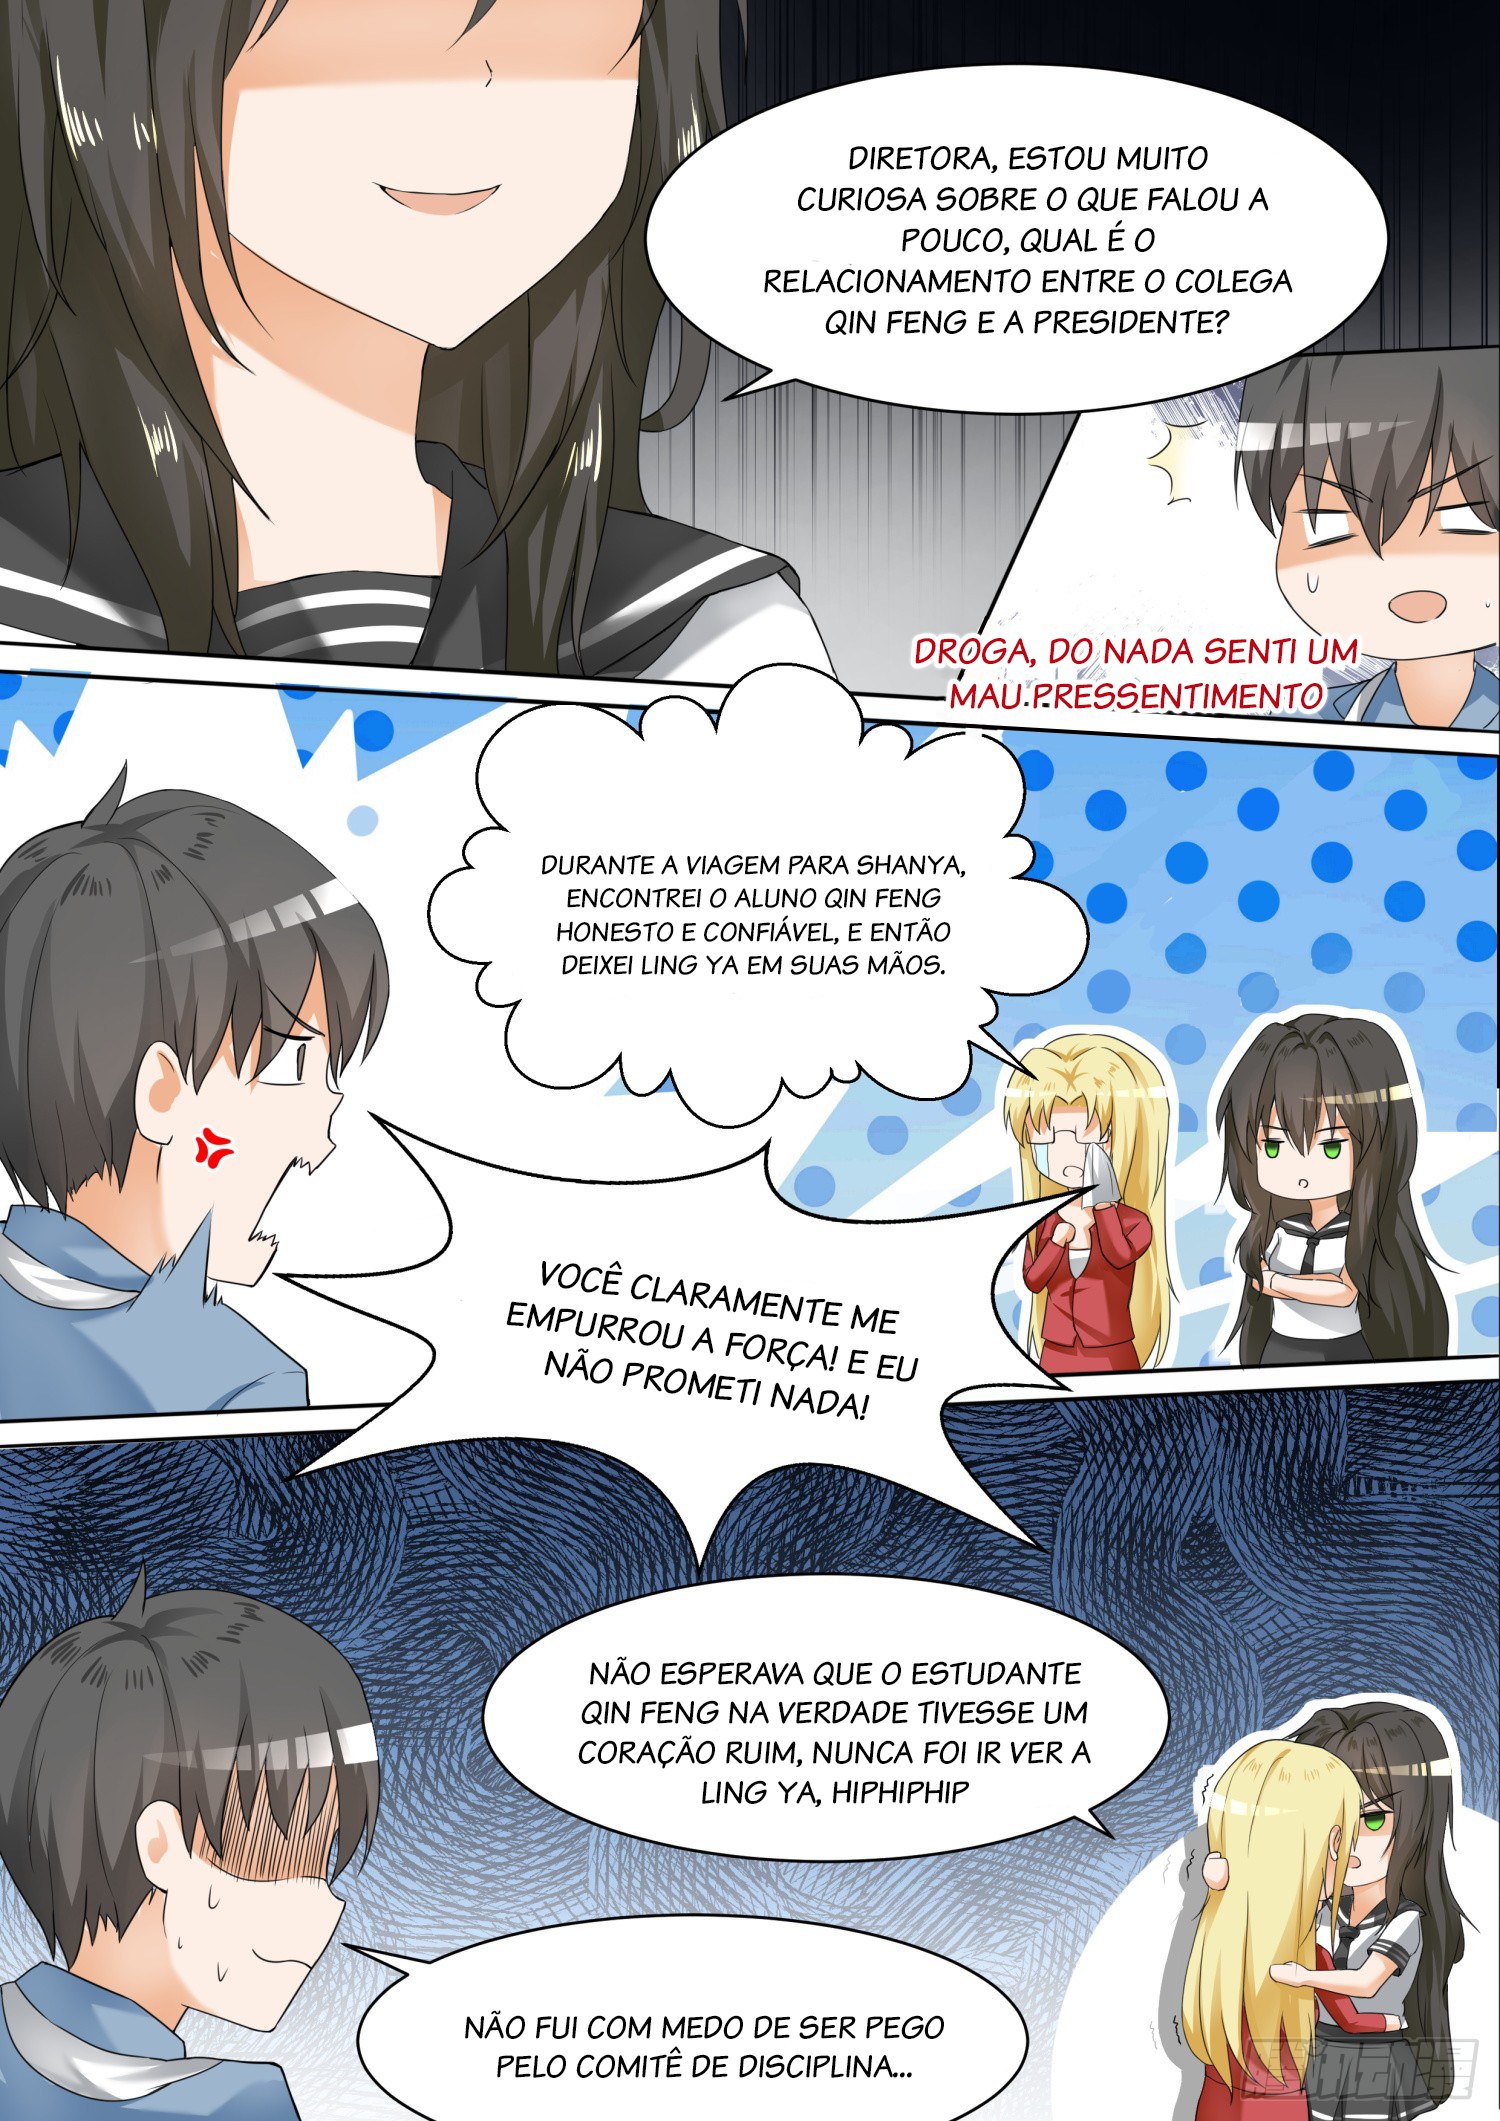 DIRETORA, ESTOU MUITO
CURIOSA SOBRE O QUE FALOU A
POUCO, QUAL É O
RELACIONAMENTO ENTRE O COLEGA
QIN FENG E A PRESIDENTE?
DROGA, DO NADA SENTI UM
MAU PRESSENTIMENTO
DURANTE A VIAGEM PARA SHANYA,
ENCONTREI O ALUNO QIN FENG
HONESTO E CONFIÁVEL, E ENTÃO
DEIXEI LING YA EM SUAS MÃOS.
VOCÊ CLARAMENTE ME
EMPURROU A FORÇA! E EU
NÃO PROMETI NADA!
NÃO ESPERAVA QUE O ESTUDANTE
QIN FENG NA VERDADE TIVESSE UM
CORAÇÃO RUIM, NUNCA FOI IR VER A
LING YA, HIPHIPHIP
NÃO FUI COM MEDO DE SER PEGO
PELO COMITÊ DE DISCIPLINA...